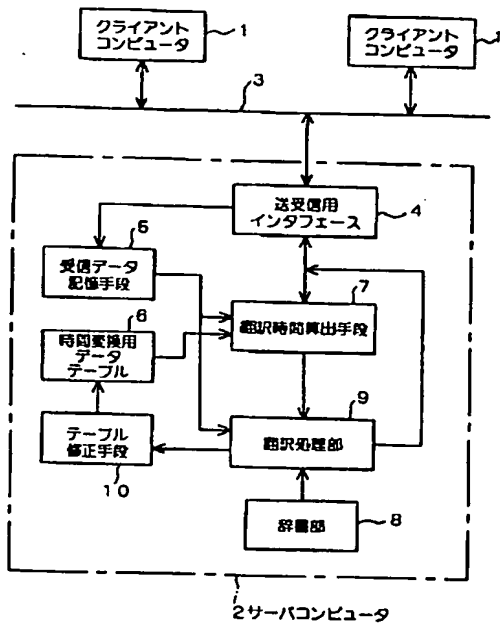 クライアント
コンピュータ
1
クライアント
コンピュータ
1
3
送受信用
インタフェース
4
5
受信データ
記憶手段
7
翻訳時間算出手段
6
時間変換用
データ
テーブル
9
翻訳処理部
テーブル
修正手段
10
辞書部
8
2サーバコンピュータ